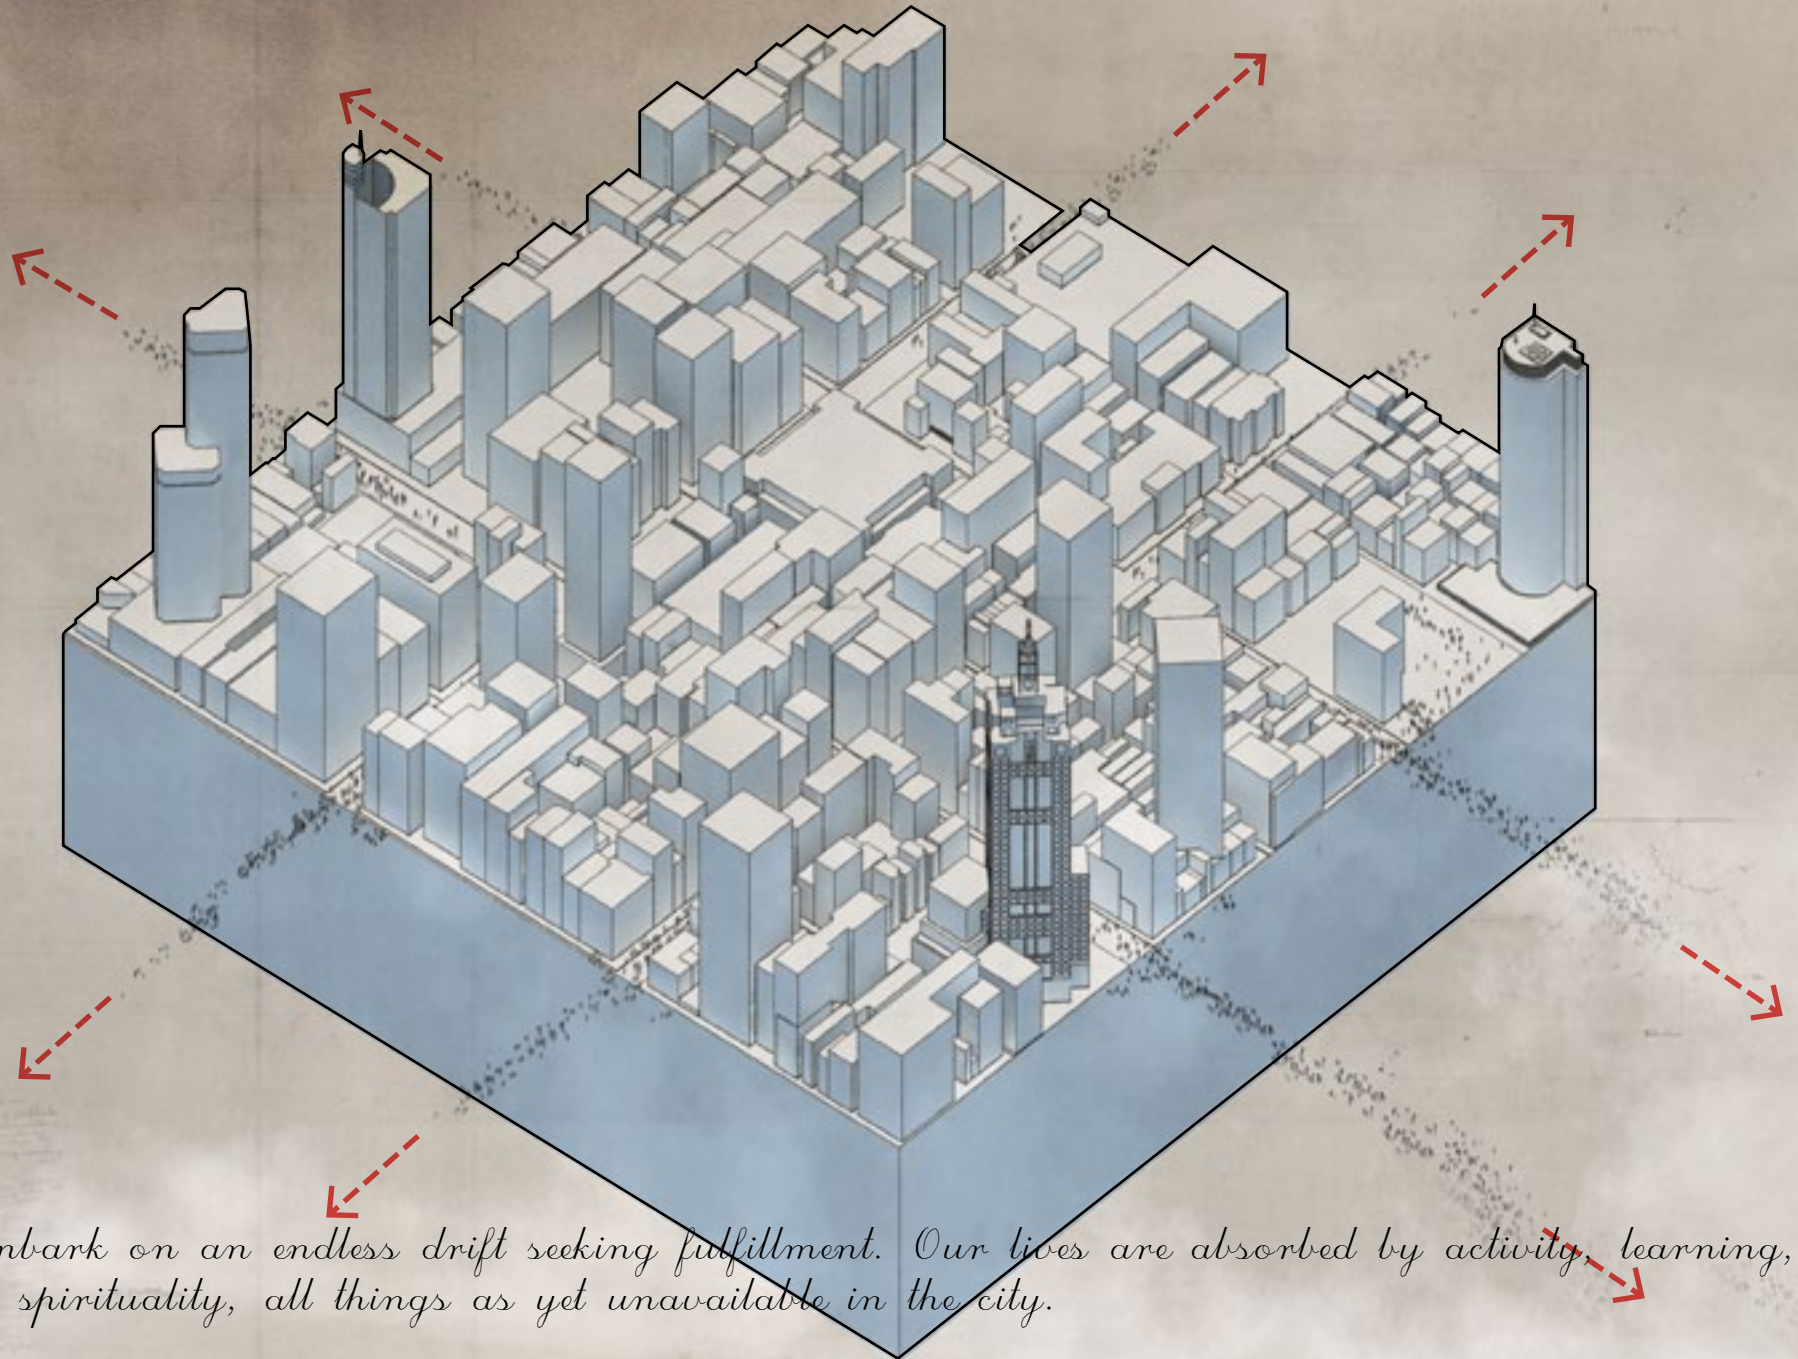 nbark on an endless drift seeking fulfillment. Our lives are absorbed by activity, learning,
spirituality, all things as yet unavailable in the city.